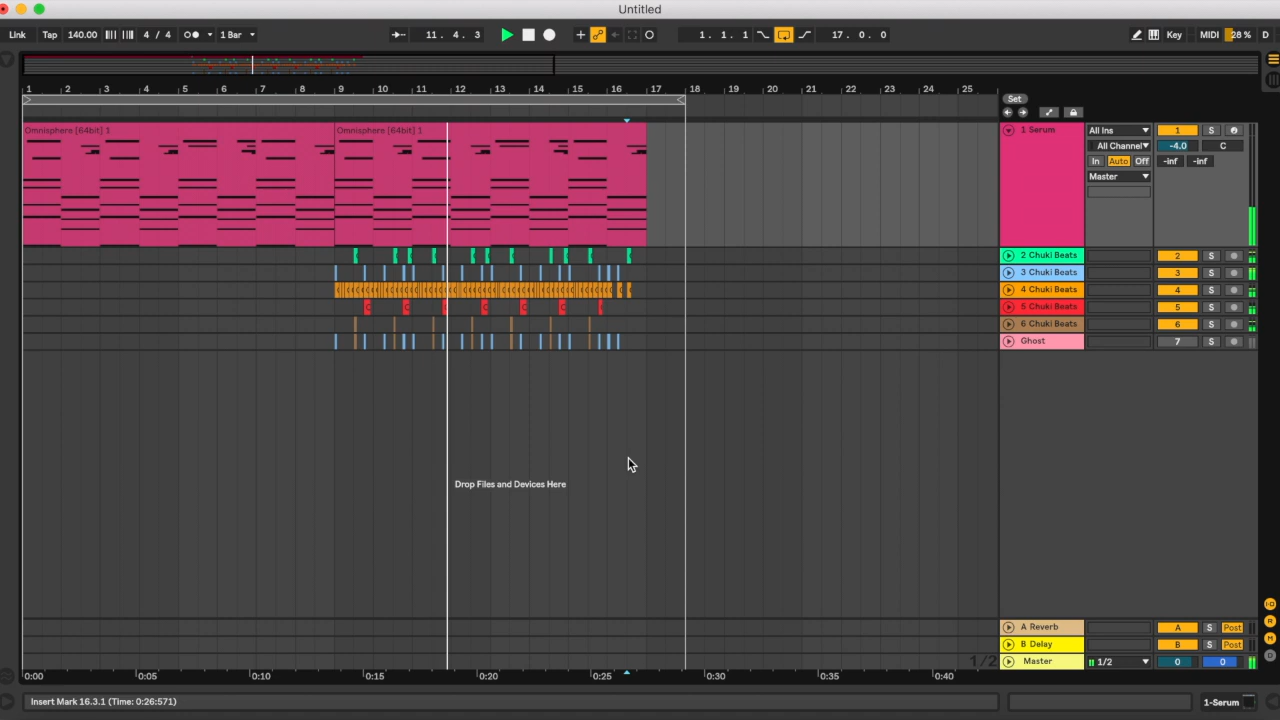 Untitled
Link Tap 140.00 4 / 4 1 Bar 11. 4. 3 1. 1. 1 17. 0. 0 Key MIDI 28 % D
1 2 3 4 5 6 7 8 9 10 11 12 13 14 15 16 17 18 19 20 21 22 23 24 25
Set
Omnisphere [64bit] 1 Omnisphere [64bit] 1
1 Serum All Ins 1 S
All Channel -4.0 C
In Auto Off -inf -inf
Master
2 Chuki Beats 2 S
3 Chuki Beats 3 S
4 Chuki Beats 4 S
5 Chuki Beats 5 S
6 Chuki Beats 6 S
Ghost 7 S
Drop Files and Devices Here
A Reverb A S Post
B Delay B S Post
1/2 Master 1/2 0 0
0:00 0:05 0:10 0:15 0:20 0:25 0:30 0:35 0:40
Insert Mark 16.3.1 (Time: 0:26:571) 1-Serum